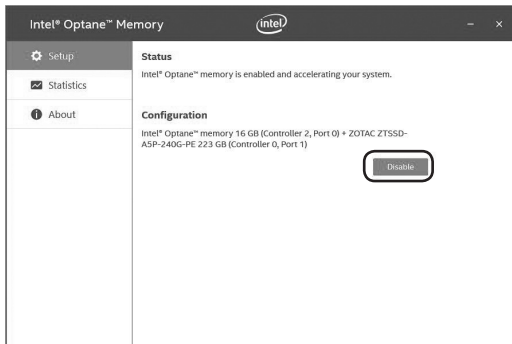 Intel® Optane™ Memory
intel
Setup
Statistics
About
Status
Intel® Optane™ memory is enabled and accelerating your system.
Configuration
Intel® Optane™ memory 16 GB (Controller 2, Port 0) + ZOTAC ZTSSD-
A5P-240G-PE 223 GB (Controller 0, Port 1)
Disable